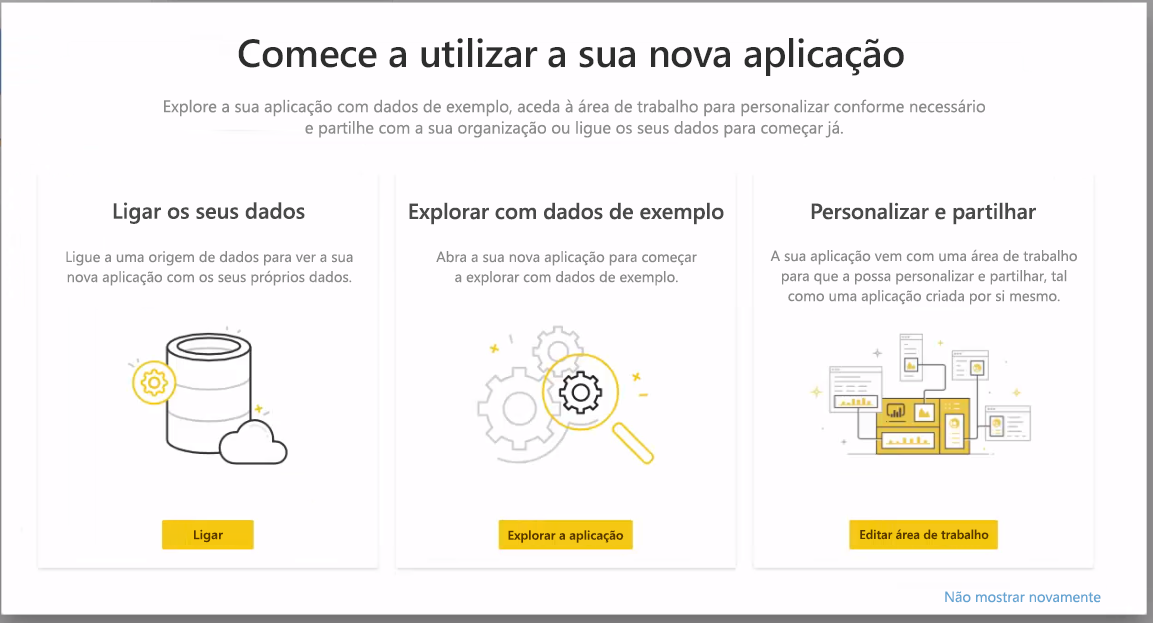 Comece a utilizar a sua nova aplicação
Explore a sua aplicação com dados de exemplo, aceda à área de trabalho para personalizar conforme necessário
e partilhe com a sua organização ou ligue os seus dados para começar já.
Ligar os seus dados
Ligue a uma origem de dados para ver a sua
nova aplicação com os seus próprios dados.
Ligar
Explorar com dados de exemplo
Abra a sua nova aplicação para começar
a explorar com dados de exemplo.
Explorar a aplicação
Personalizar e partilhar
A sua aplicação vem com uma área de trabalho
para que a possa personalizar e partilhar, tal
como uma aplicação criada por si mesmo.
Editar área de trabalho
Não mostrar novamente